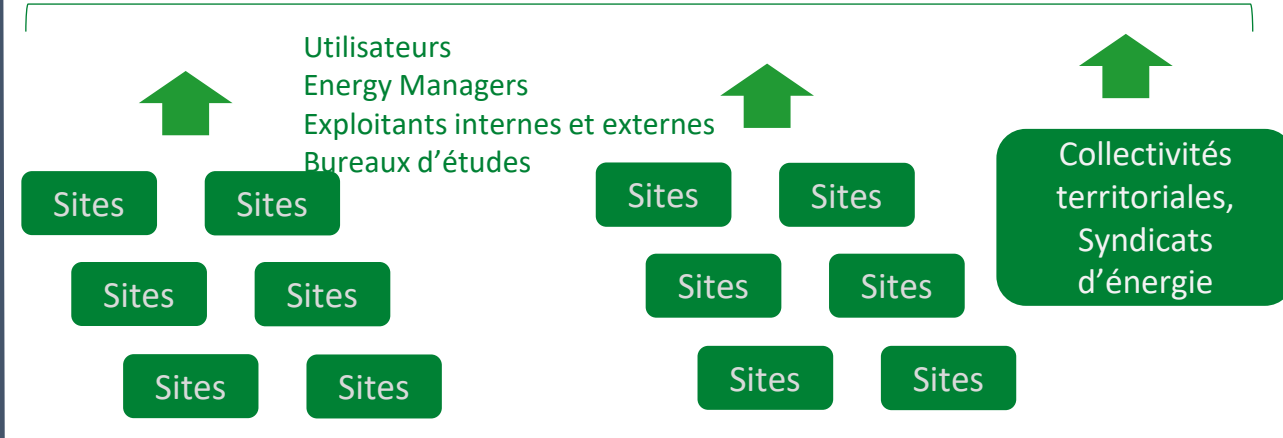 Utilisateurs
Energy Managers
Exploitants internes et externes
Bureaux d’études
Sites
Sites
Sites
Sites
Sites
Sites
Sites
Sites
Sites
Sites
Sites
Sites
Collectivités
territoriales,
Syndicats
d’énergie